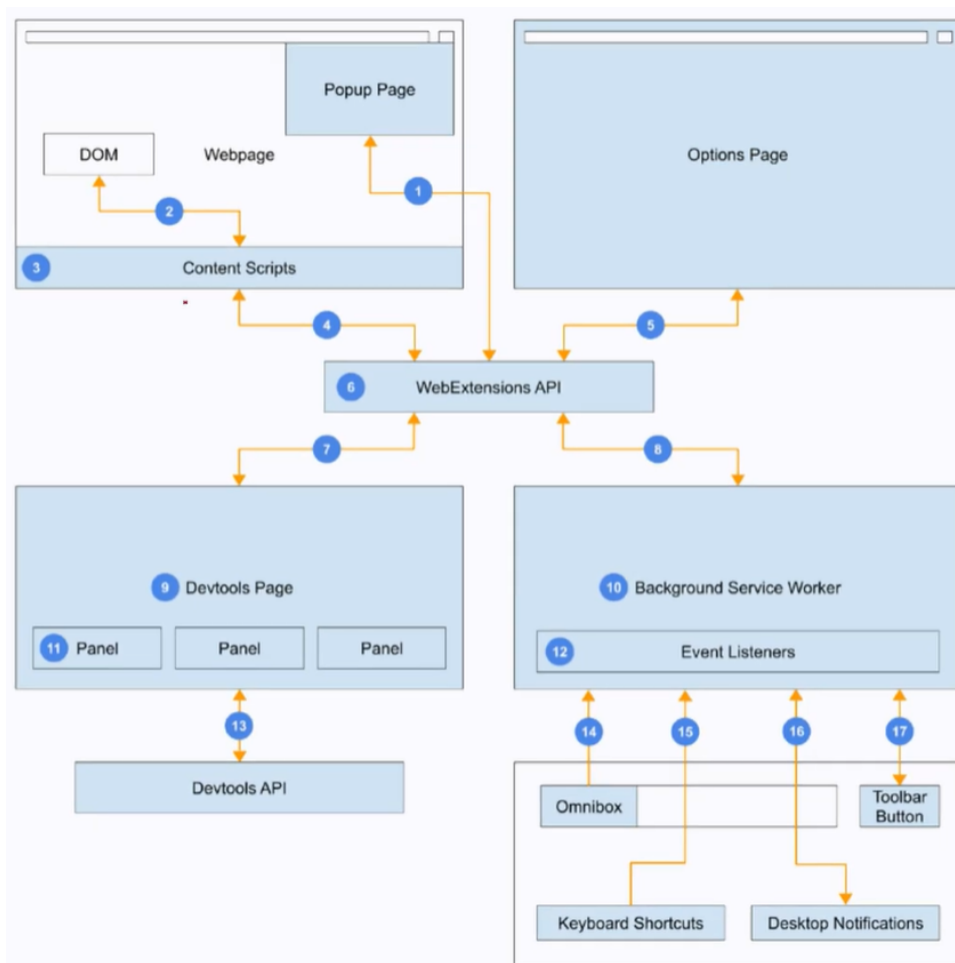 Popup Page
DOM
Webpage
Options Page
1
2
3
Content Scripts
4
5
6
WebExtensions API
7
8
9
Devtools Page
10
Background Service Worker
11
Panel
Panel
Panel
12
Event Listeners
13
14
15
16
17
Devtools API
Omnibox
Toolbar
Button
Keyboard Shortcuts
Desktop Notifications